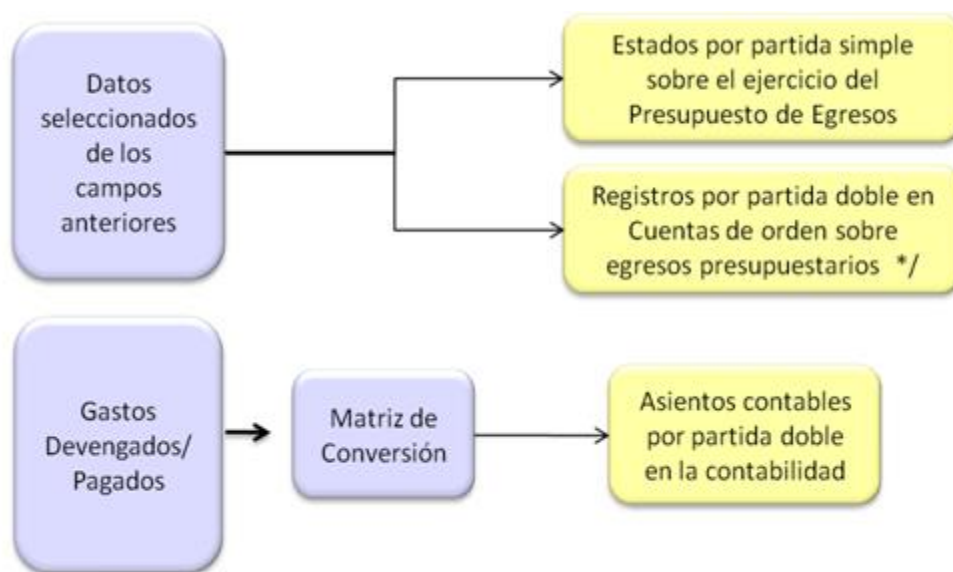 Datos
seleccionados
de los
campos
anteriores
Estados por partida simple
sobre el ejercicio del
Presupuesto de Egresos
Registros por partida doble en
Cuentas de orden sobre
egresos presupuestarios */
Gastos
Devengados/
Pagados
Matriz de
Conversión
Asientos contables
por partida doble
en la contabilidad